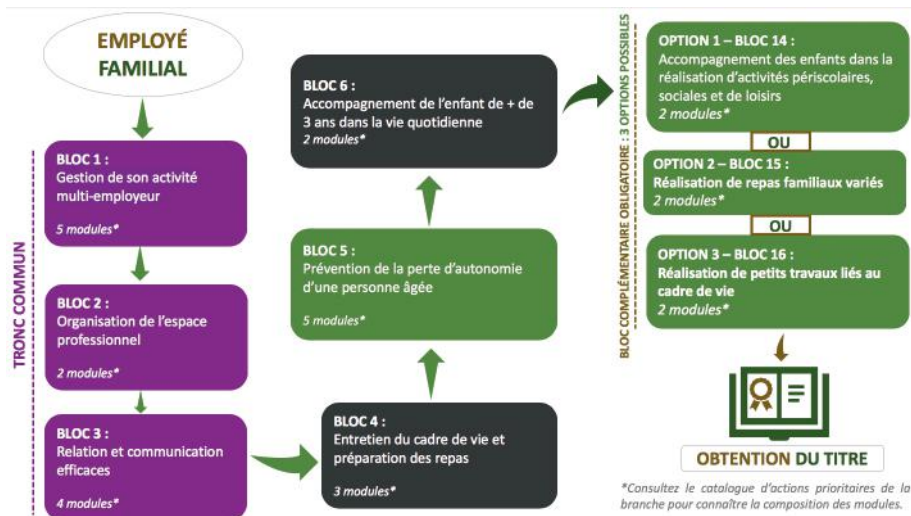 EMPLOYÉ
FAMILIAL
TRONC COMMUN
BLOC 1 :
Gestion de son activité
multi-employeur
5 modules*
BLOC 2 :
Organisation de l'espace
professionnel
2 modules*
BLOC 3 :
Relation et communication
efficaces
4 modules*
BLOC 4 :
Entretien du cadre de vie et
préparation des repas
3 modules*
BLOC 5 :
Prévention de la perte d'autonomie
d'une personne âgée
5 modules*
BLOC 6 :
Accompagnement de l'enfant de + de
3 ans dans la vie quotidienne
2 modules*
BLOC COMPLÉMENTAIRE OBLIGATOIRE : 3 OPTIONS POSSIBLES
OPTION 1 – BLOC 14 :
Accompagnement des enfants dans la
réalisation d'activités périscolaires,
sociales et de loisirs
2 modules*
OU
OPTION 2 – BLOC 15 :
Réalisation de repas familiaux variés
2 modules*
OU
OPTION 3 – BLOC 16 :
Réalisation de petits travaux liés au
cadre de vie
2 modules*
OBTENTION DU TITRE
*Consultez le catalogue d'actions prioritaires de la
branche pour connaître la composition des modules.